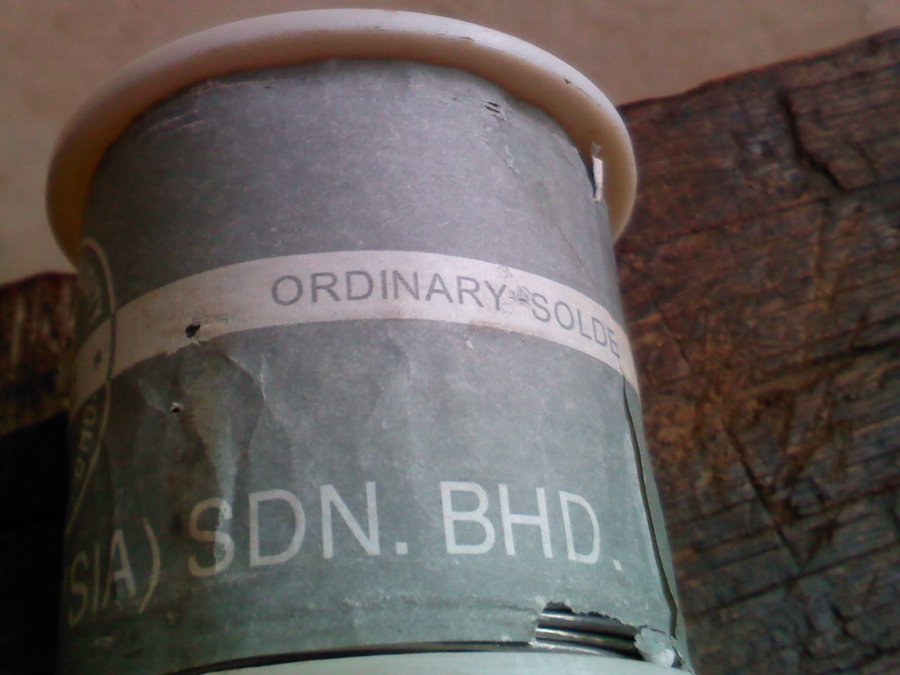 ORDINARY SOLDE
SIA) SDN. BHD.